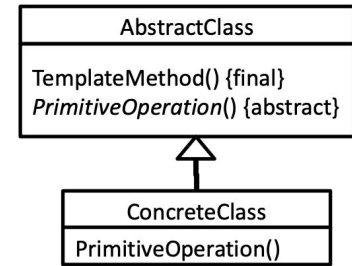 AbstractClass
TemplateMethod() {final}
PrimitiveOperation() {abstract}
ConcreteClass
PrimitiveOperation()